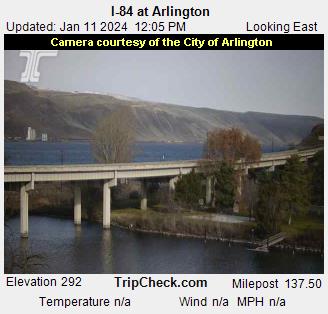 I-84 at Arlington
Updated: Jan 11 2024 12:05 PM Looking East
Camera courtesy of the City of Arlington
Elevation 292 TripCheck.com Milepost 137.50
Temperature n/a Wind n/a MPH n/a